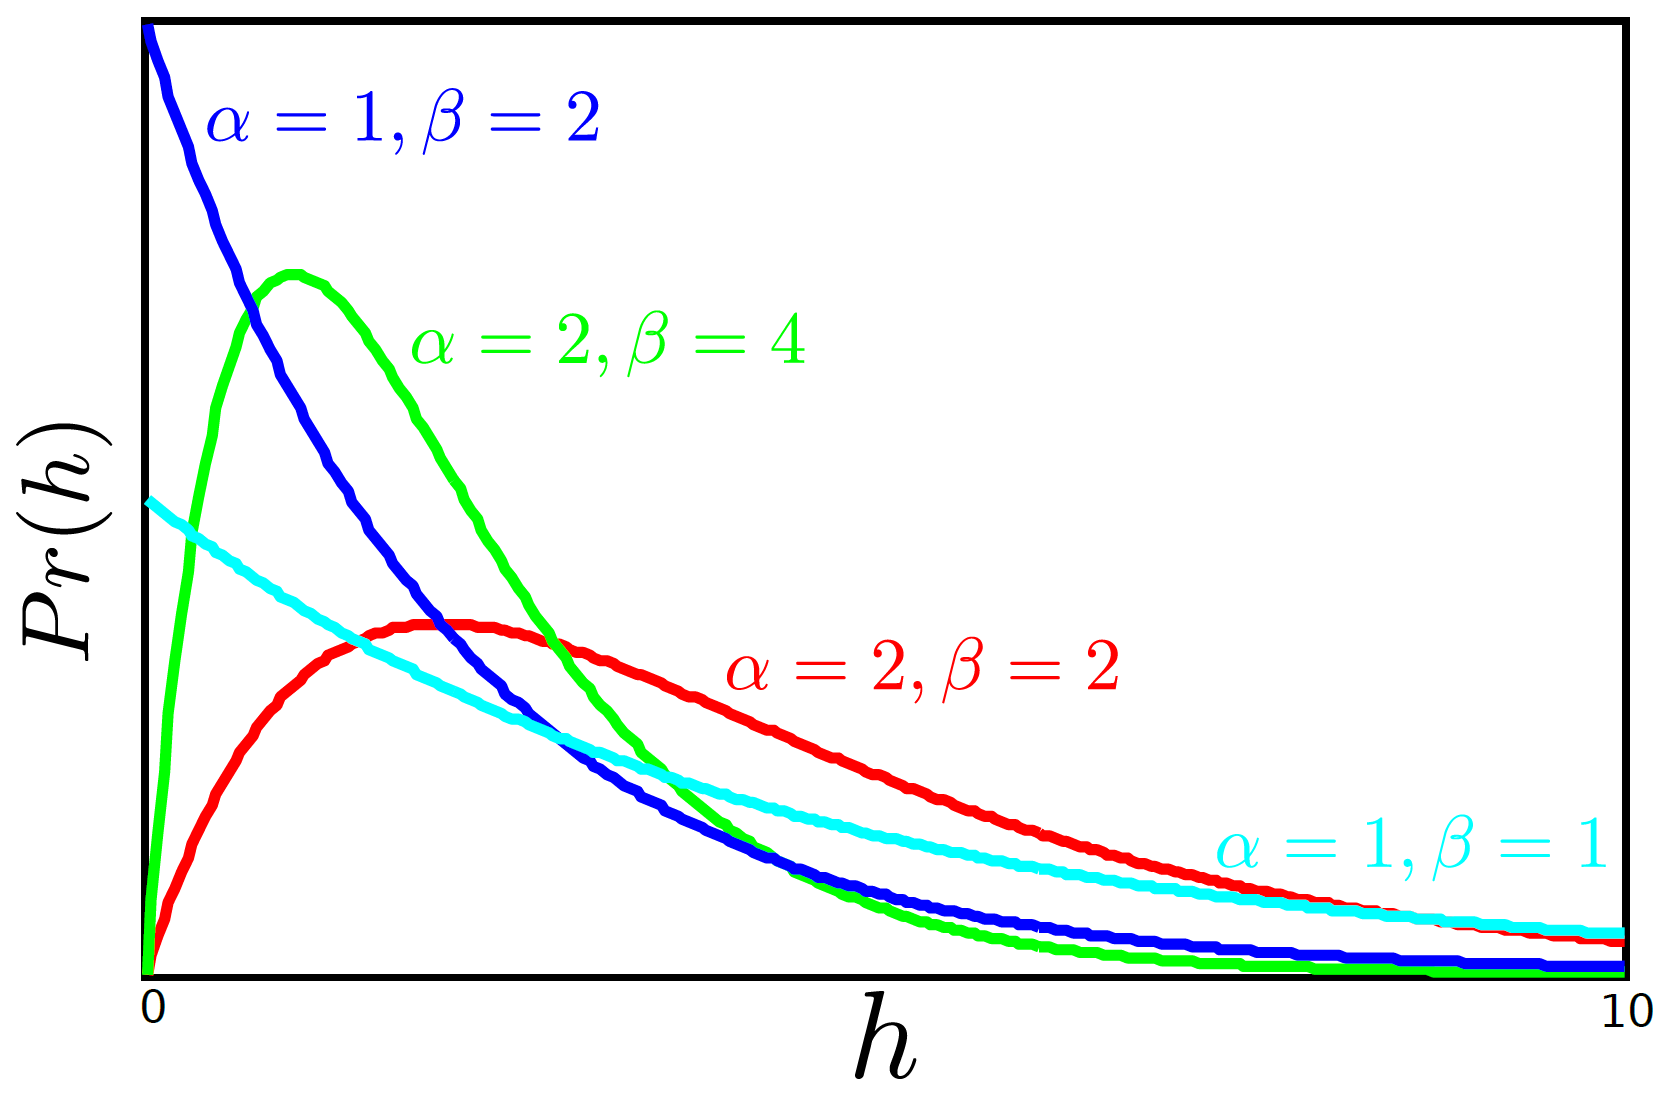 α = 1, β = 2
α = 2, β = 4
Pr(h)
α = 2, β = 2
α = 1, β = 1
0
h
10